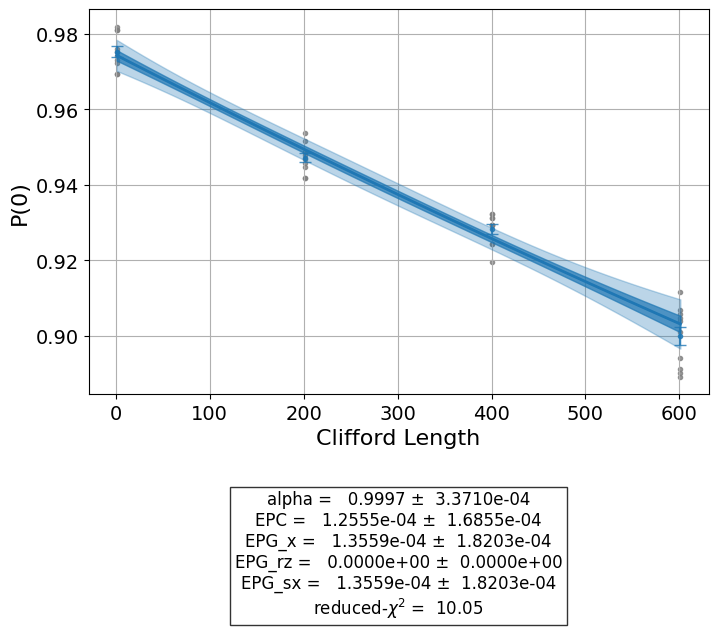 0.98
0.96
0.94
0.92
0.90
P(0)
0 100 200 300 400 500 600
Clifford Length
alpha = 0.9997 ± 3.3710e-04
EPC = 1.2555e-04 ± 1.6855e-04
EPG_x = 1.3559e-04 ± 1.8203e-04
EPG_rz = 0.0000e+00 ± 0.0000e+00
EPG_sx = 1.3559e-04 ± 1.8203e-04
reduced-χ² = 10.05